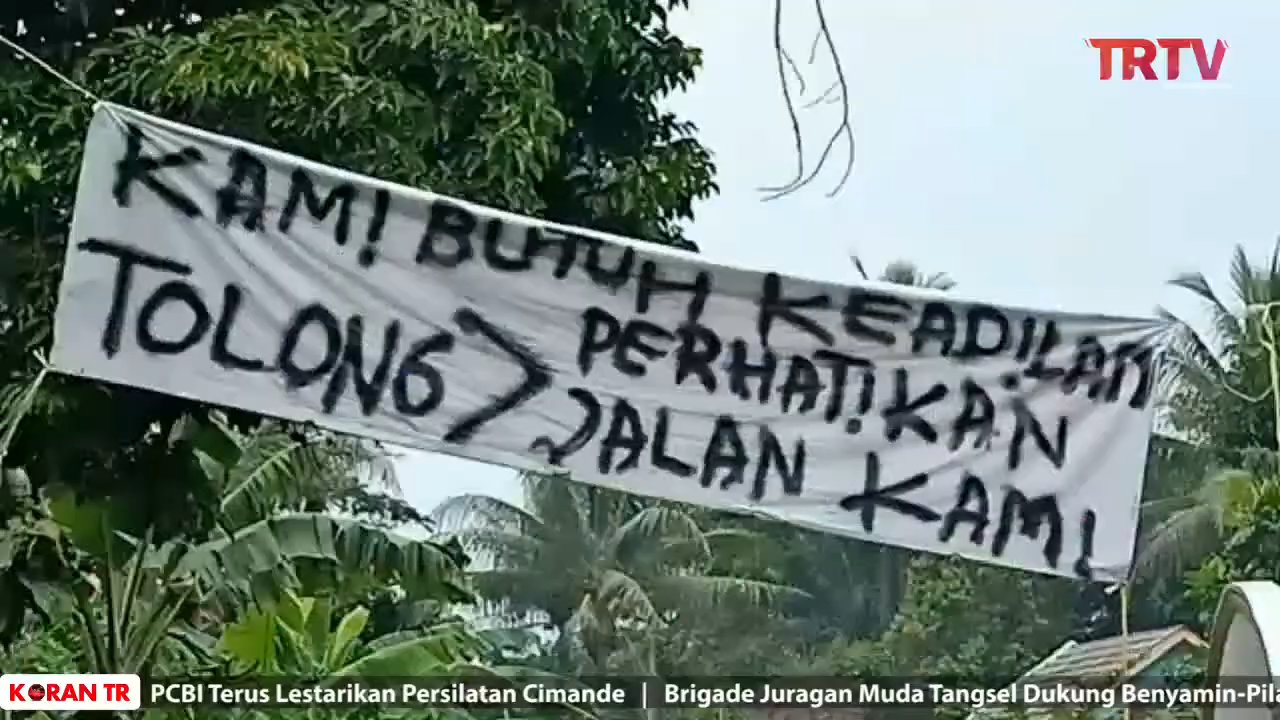 TRTV
KAMI BUTUH KEADILAN
TOLONG > PERHATIKAN
JALAN KAMI
KORAN TR PCBI Terus Lestarikan Persilatan Cimande | Brigade Juragan Muda Tangsel Dukung Benyamin-Pila